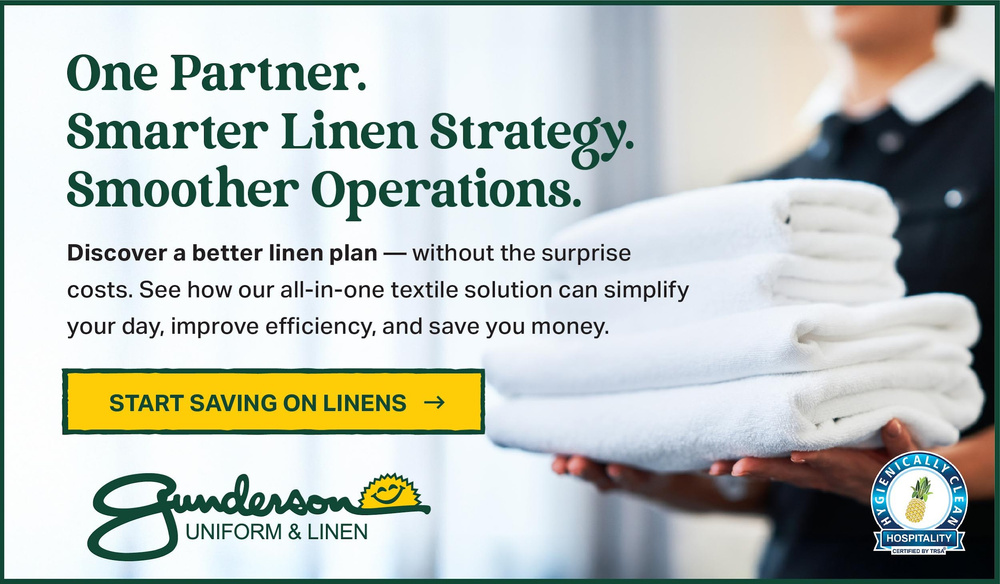 One Partner.
Smarter Linen Strategy.
Smoother Operations.
Discover a better linen plan — without the surprise
costs. See how our all-in-one textile solution can simplify
your day, improve efficiency, and save you money.
START SAVING ON LINENS →
Gunderson
UNIFORM & LINEN
HYGIENICALLY CLEAN
HOSPITALITY
CERTIFIED BY TRSA